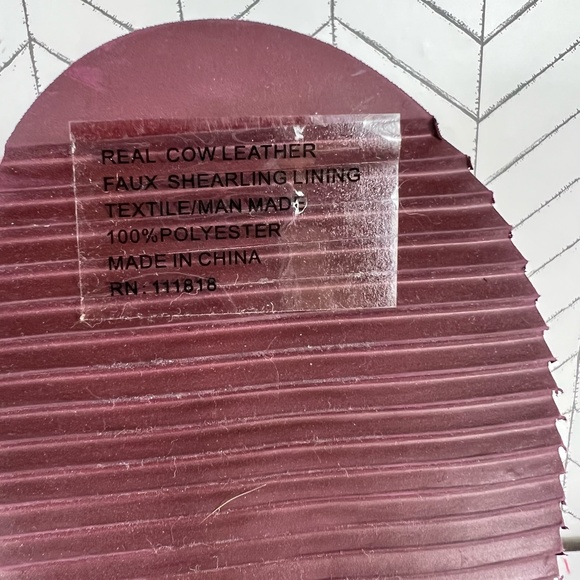 REAL COW LEATHER
FAUX SHEARLING LINING
TEXTILE/MAN MADE
100%POLYESTER
MADE IN CHINA
RN: 111818